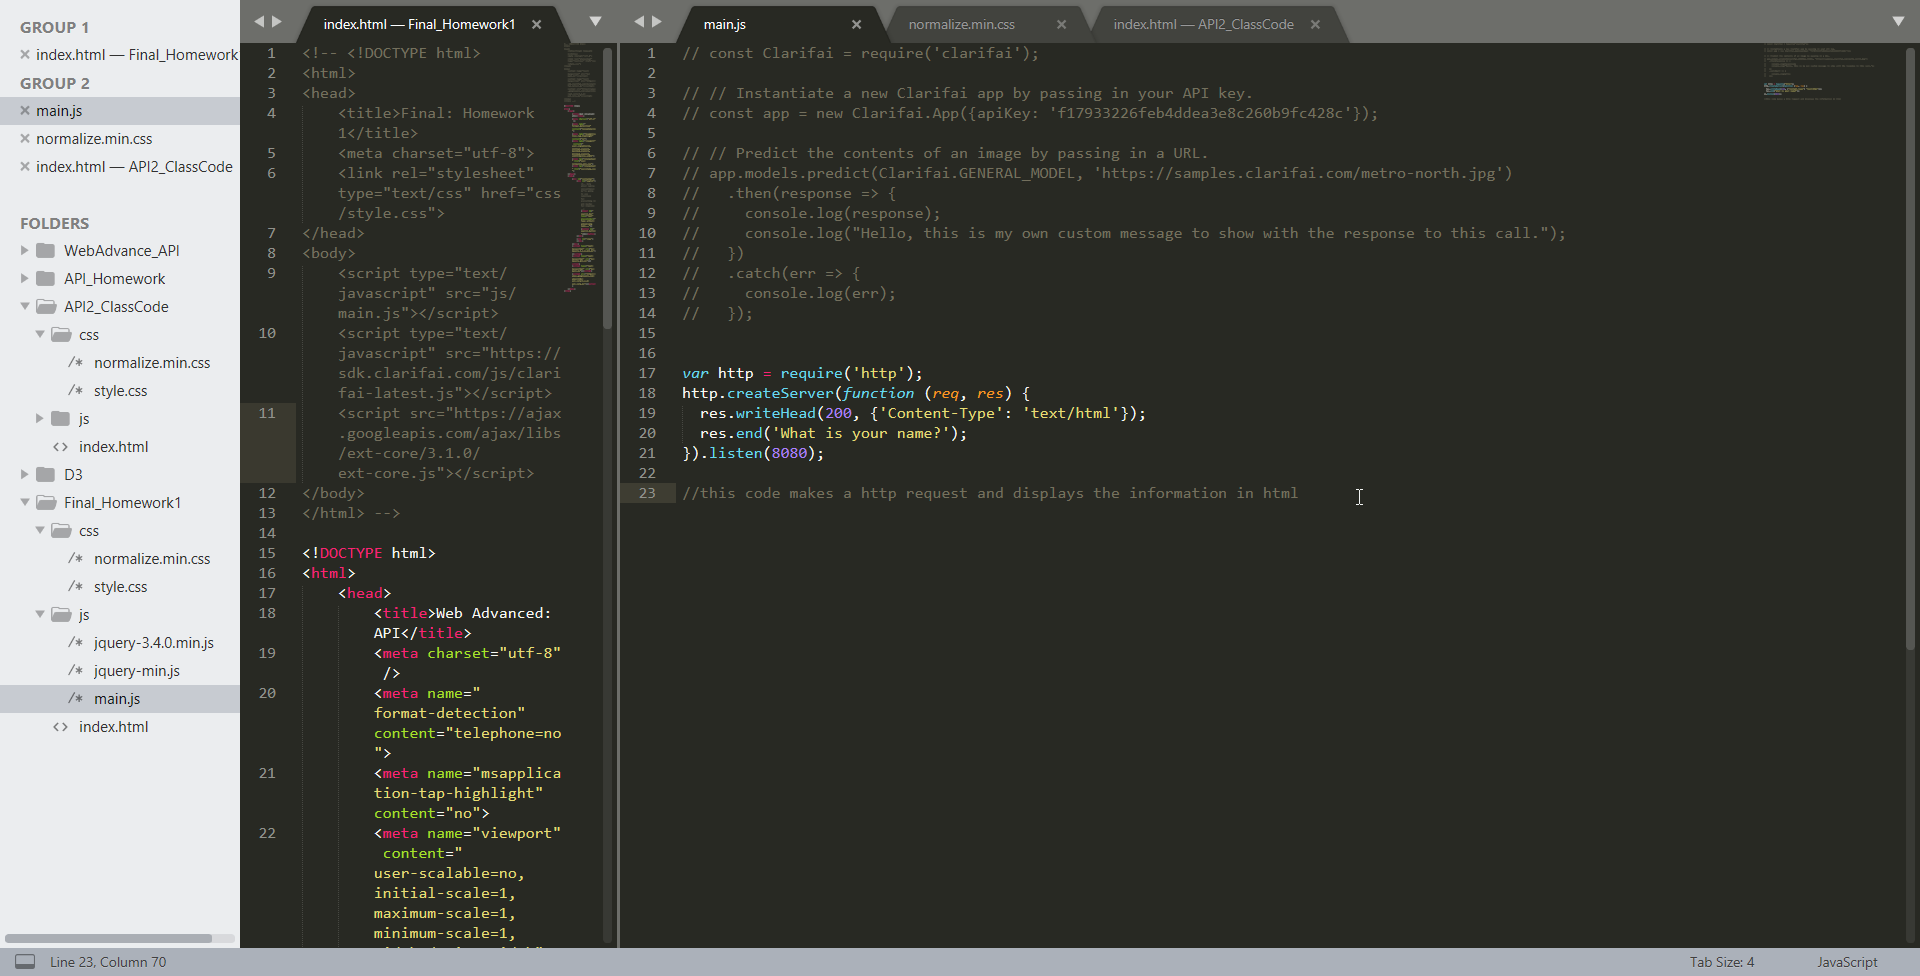 GROUP 1
index.html — Final_Homework
GROUP 2
main.js
normalize.min.css
index.html — API2_ClassCode
FOLDERS
WebAdvance_API
API_Homework
API2_ClassCode
css
/* normalize.min.css
/* style.css
js
<> index.html
D3
Final_Homework1
css
/* normalize.min.css
/* style.css
js
/* jquery-3.4.0.min.js
/* jquery-min.js
/* main.js
<> index.html
index.html — Final_Homework1
1 <!-- <!DOCTYPE html>
2 <html>
3 <head>
4 <title>Final: Homework
1</title>
5 <meta charset="utf-8">
6 <link rel="stylesheet"
type="text/css" href="css
/style.css">
7 </head>
8 <body>
9 <script type="text/
javascript" src="js/
main.js"></script>
10 <script type="text/
javascript" src="https://
sdk.clarifai.com/js/clari
fai-latest.js"></script>
11 <script src="https://ajax
.googleapis.com/ajax/libs
/ext-core/3.1.0/
ext-core.js"></script>
12 </body>
13 </html> -->
14
15 <!DOCTYPE html>
16 <html>
17 <head>
18 <title>Web Advanced:
API</title>
19 <meta charset="utf-8"
/>
20 <meta name="
format-detection"
content="telephone=no
">
21 <meta name="msapplica
tion-tap-highlight"
content="no">
22 <meta name="viewport"
content="
user-scalable=no,
initial-scale=1,
maximum-scale=1,
minimum-scale=1,
main.js
normalize.min.css
index.html — API2_ClassCode
1 // const Clarifai = require('clarifai');
2
3 // // Instantiate a new Clarifai app by passing in your API key.
4 // const app = new Clarifai.App({apiKey: 'f17933226feb4ddea3e8c260b9fc428c'});
5
6 // // Predict the contents of an image by passing in a URL.
7 // app.models.predict(Clarifai.GENERAL_MODEL, 'https://samples.clarifai.com/metro-north.jpg')
8 // .then(response => {
9 // console.log(response);
10 // console.log("Hello, this is my own custom message to show with the response to this call.");
11 // })
12 // .catch(err => {
13 // console.log(err);
14 // });
15
16
17 var http = require('http');
18 http.createServer(function (req, res) {
19 res.writeHead(200, {'Content-Type': 'text/html'});
20 res.end('What is your name?');
21 }).listen(8080);
22
23 //this code makes a http request and displays the information in html
Line 23, Column 70
Tab Size: 4
JavaScript